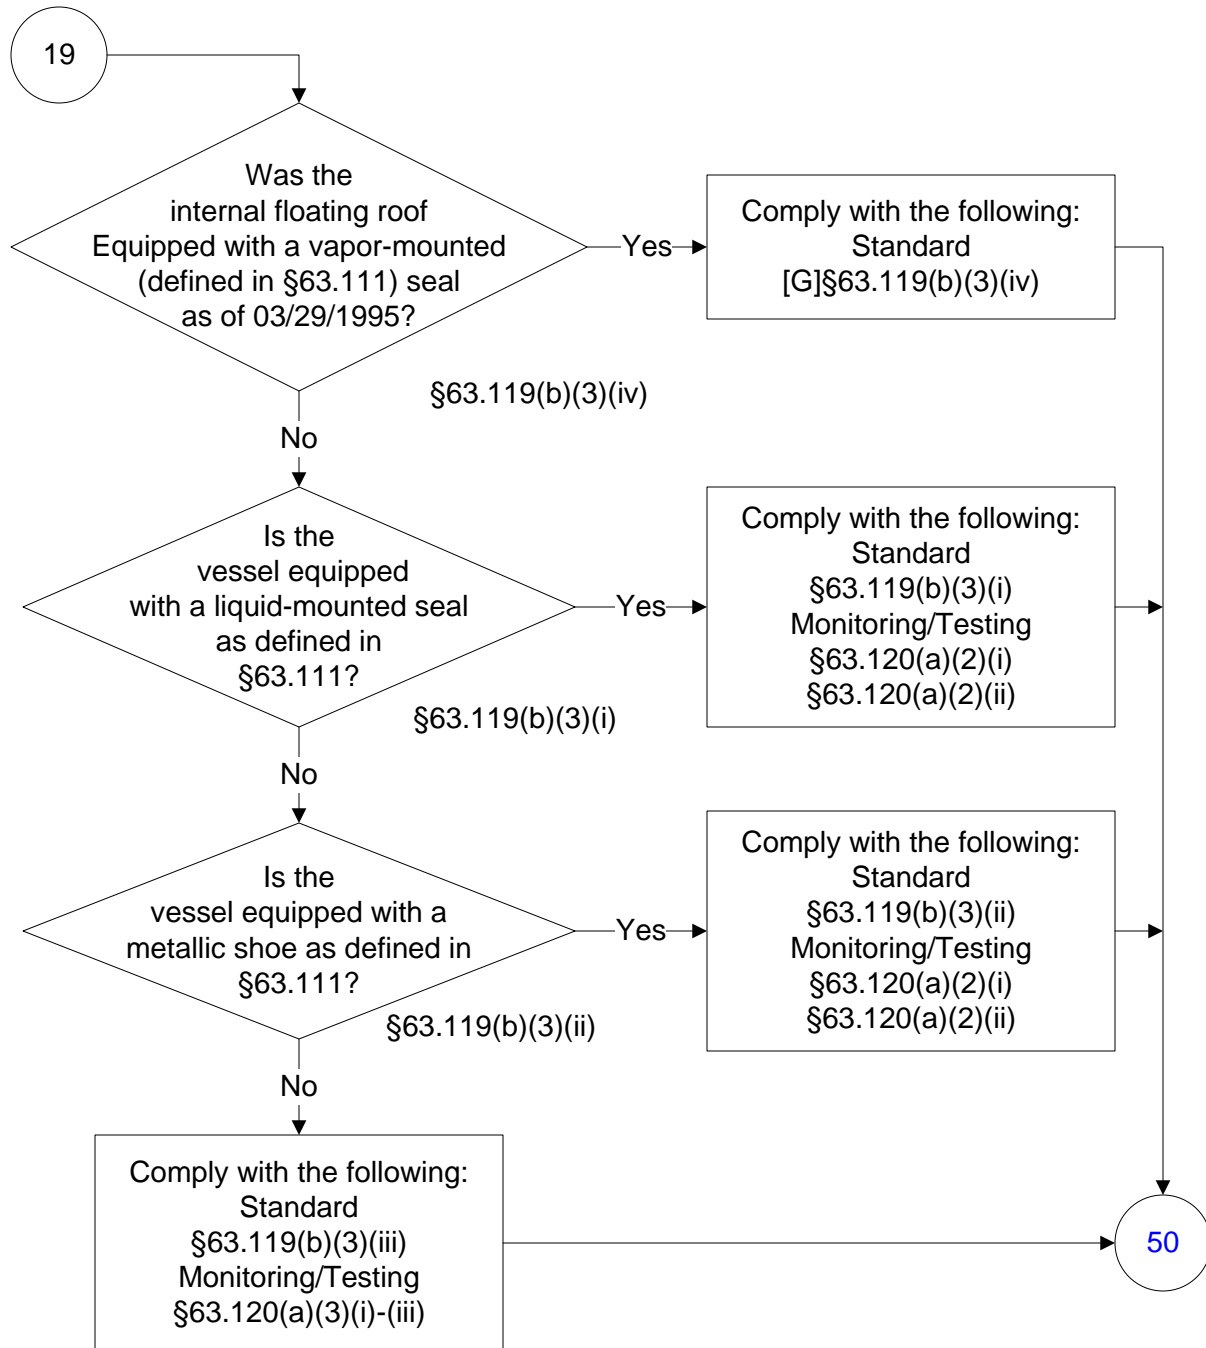 19
Was the
internal floating roof
Equipped with a vapor-mounted
(defined in §63.111) seal
as of 03/29/1995?
Yes
Comply with the following:
Standard
[G]§63.119(b)(3)(iv)
§63.119(b)(3)(iv)
No
Is the
vessel equipped
with a liquid-mounted seal
as defined in
§63.111?
Yes
Comply with the following:
Standard
§63.119(b)(3)(i)
Monitoring/Testing
§63.120(a)(2)(i)
§63.120(a)(2)(ii)
§63.119(b)(3)(i)
No
Is the
vessel equipped with a
metallic shoe as defined in
§63.111?
Yes
Comply with the following:
Standard
§63.119(b)(3)(ii)
Monitoring/Testing
§63.120(a)(2)(i)
§63.120(a)(2)(ii)
§63.119(b)(3)(ii)
No
Comply with the following:
Standard
§63.119(b)(3)(iii)
Monitoring/Testing
§63.120(a)(3)(i)-(iii)
50